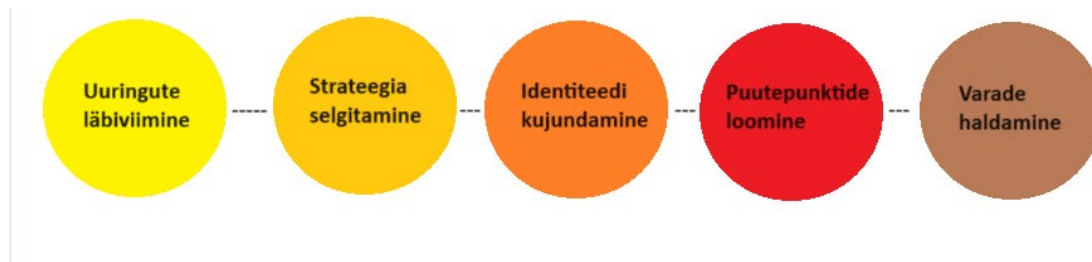 Uuringute
läbiviimine
Strateegia
selgitamine
Identiteedi
kujundamine
Puutepunktide
loomine
Varade
haldamine